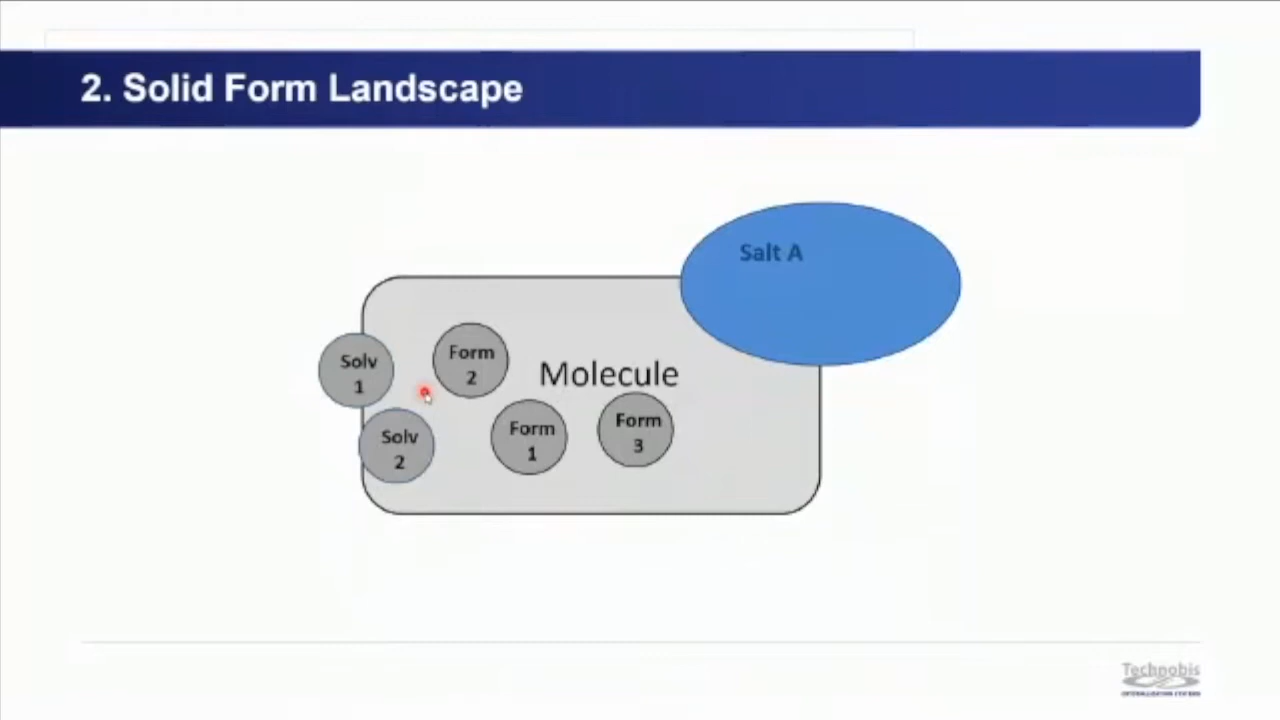 2. Solid Form Landscape
Salt A
Solv
1
Form
2
Molecule
Solv
2
Form
1
Form
3
Technobis